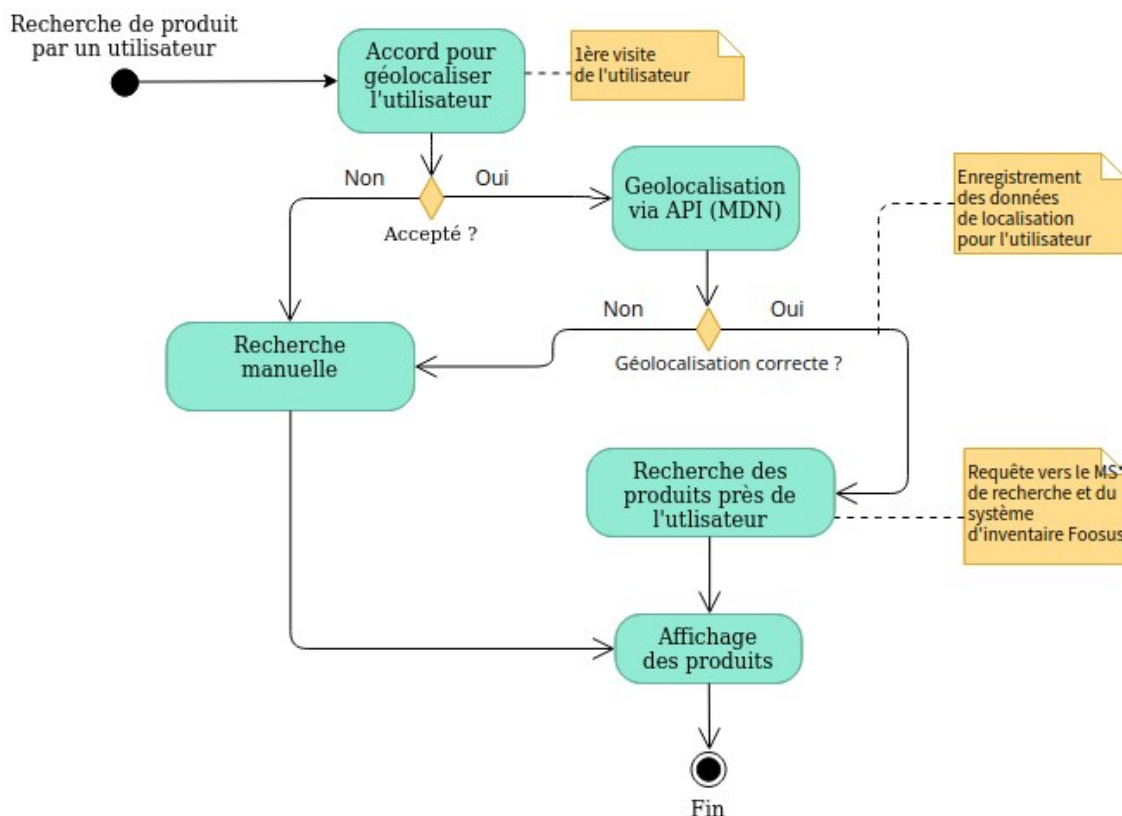 Recherche de produit
par un utilisateur
Accord pour
géolocaliser
l'utilisateur
1ère visite
de l'utilisateur
Non
Oui
Accepté ?
Geolocalisation
via API (MDN)
Enregistrement
des données
de localisation
pour l'utilisateur
Non
Oui
Géolocalisation correcte ?
Recherche
manuelle
Recherche des
produits près de
l'utlisateur
Requête vers le MS*
de recherche et du
système
d'inventaire Foosus
Affichage
des produits
Fin